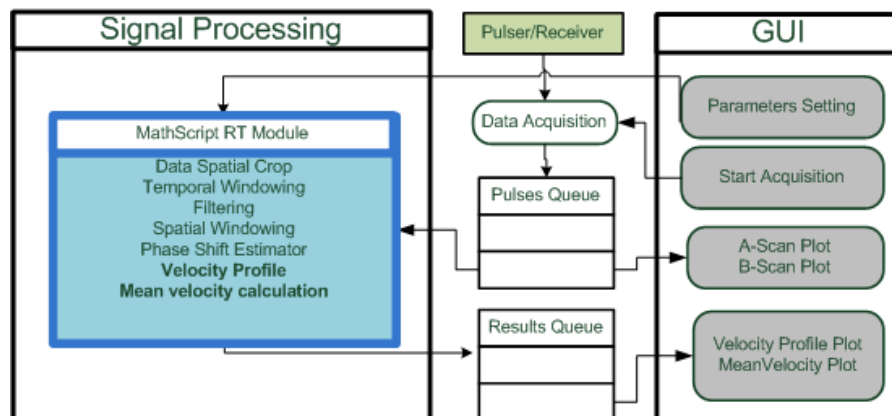 Signal Processing
Pulser/Receiver
GUI
Parameters Setting
MathScript RT Module
Data Acquisition
Data Spatial Crop
Temporal Windowing
Filtering
Spatial Windowing
Phase Shift Estimator
Velocity Profile
Mean velocity calculation
Start Acquisition
Pulses Queue
A-Scan Plot
B-Scan Plot
Results Queue
Velocity Profile Plot
MeanVelocity Plot